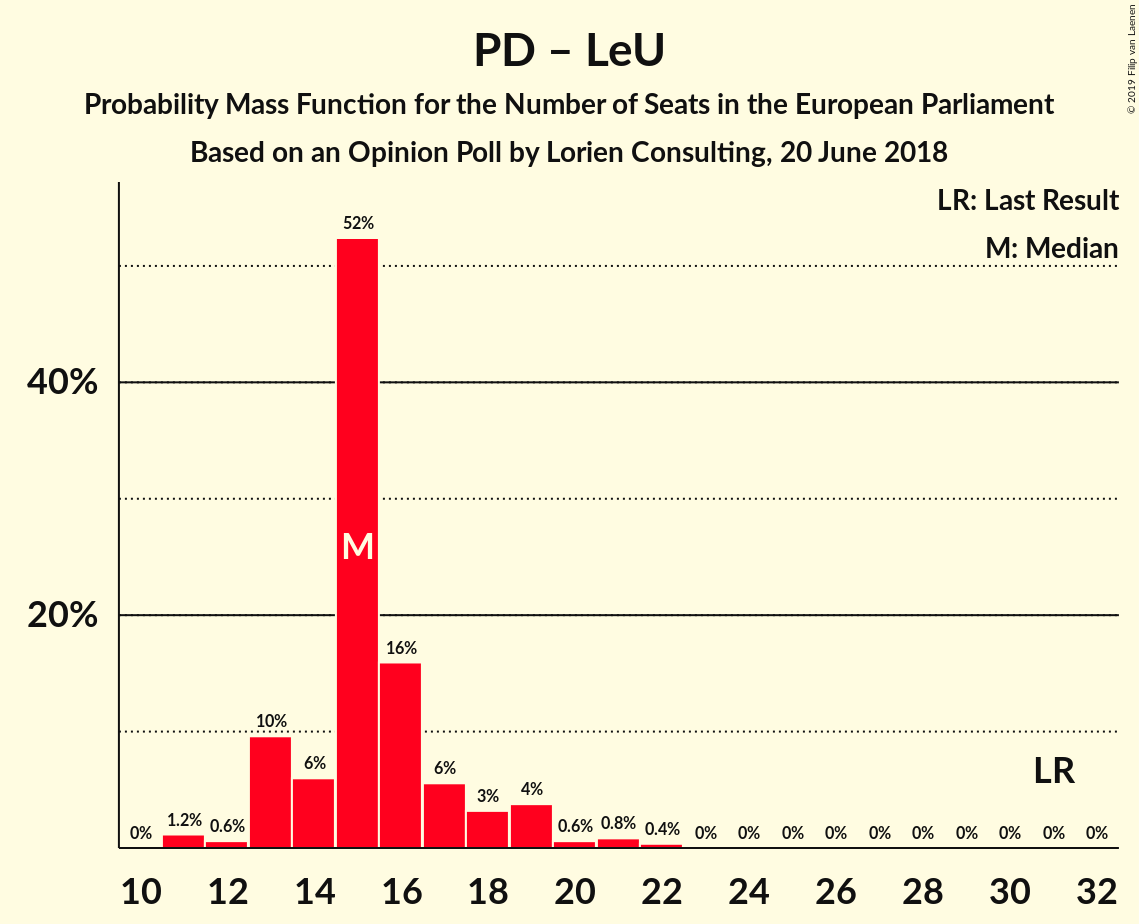 PD – LeU
Probability Mass Function for the Number of Seats in the European Parliament
Based on an Opinion Poll by Lorien Consulting, 20 June 2018
© 2019 Filip van Laenen
LR: Last Result
M: Median
40%
20%
0%
1.2%
0.6%
10%
6%
52%
M
16%
6%
3%
4%
0.6%
0.8%
0.4%
0%
0%
0%
0%
0%
0%
0%
0%
0%
0%
LR
10 12 14 16 18 20 22 24 26 28 30 32